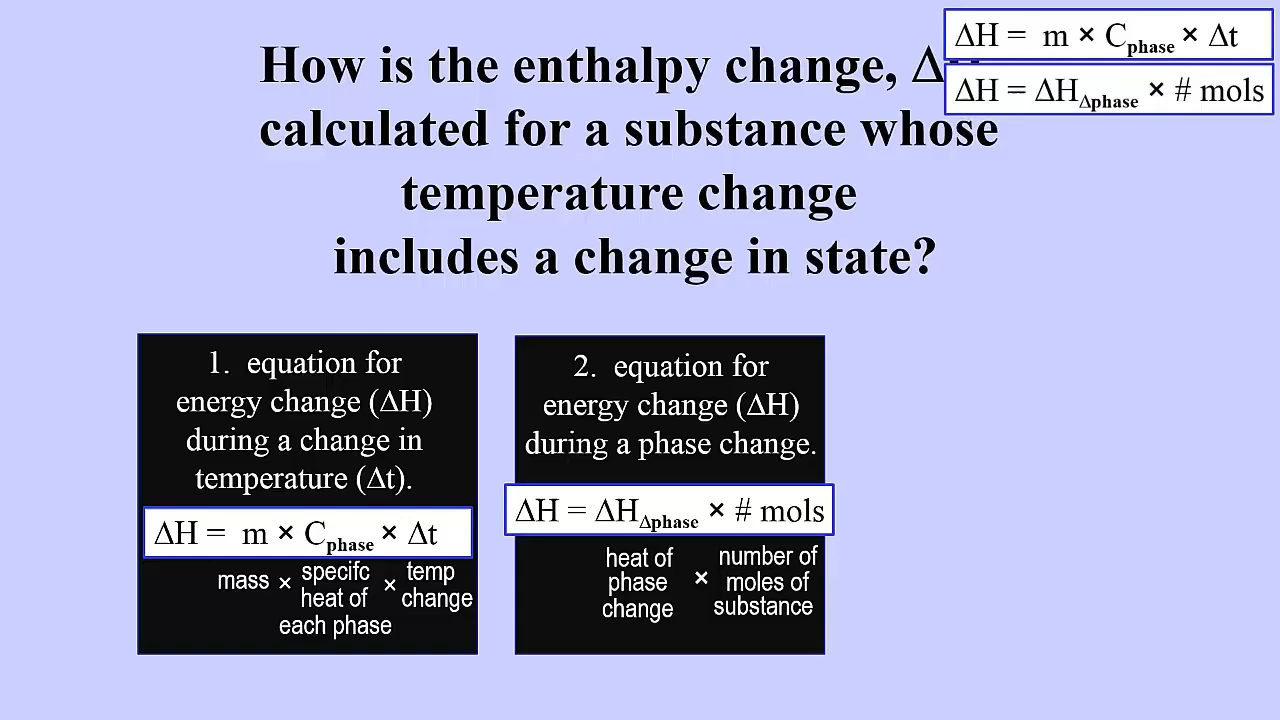 ΔH = m × Cphase × Δt
ΔH = ΔHΔphase × # mols
How is the enthalpy change,
calculated for a substance whose
temperature change
includes a change in state?
1. equation for
energy change (ΔH)
during a change in
temperature (Δt).
ΔH = m × Cphase × Δt
mass × specifc heat of each phase × temp change
2. equation for
energy change (ΔH)
during a phase change.
ΔH = ΔHΔphase × # mols
heat of phase change × number of moles of substance